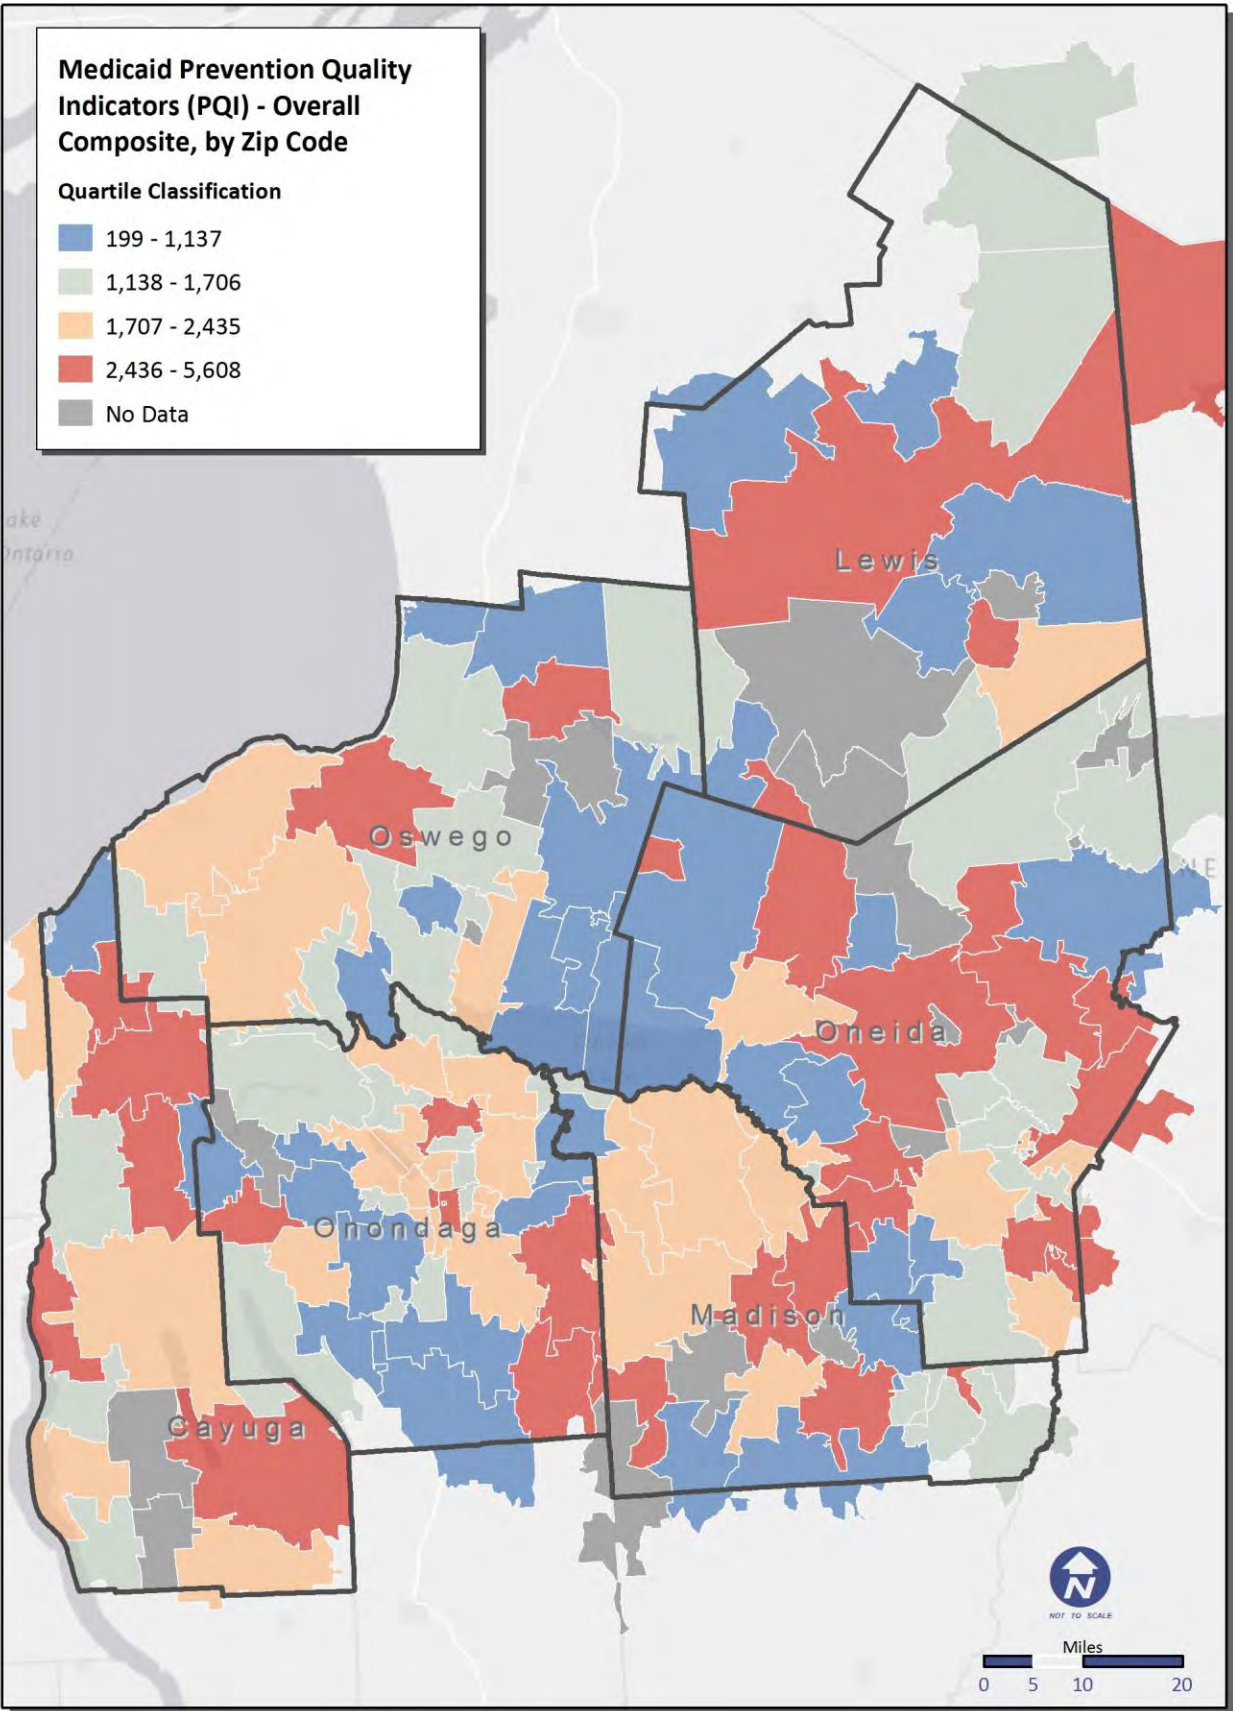 Medicaid Prevention Quality
Indicators (PQI) - Overall
Composite, by Zip Code
Quartile Classification
199 - 1,137
1,138 - 1,706
1,707 - 2,435
2,436 - 5,608
No Data
ake
Ontario
Lewis
Oswego
NE
Oneida
Onondaga
Madison
Cayuga
N
NOT TO SCALE
Miles
0 5 10 20